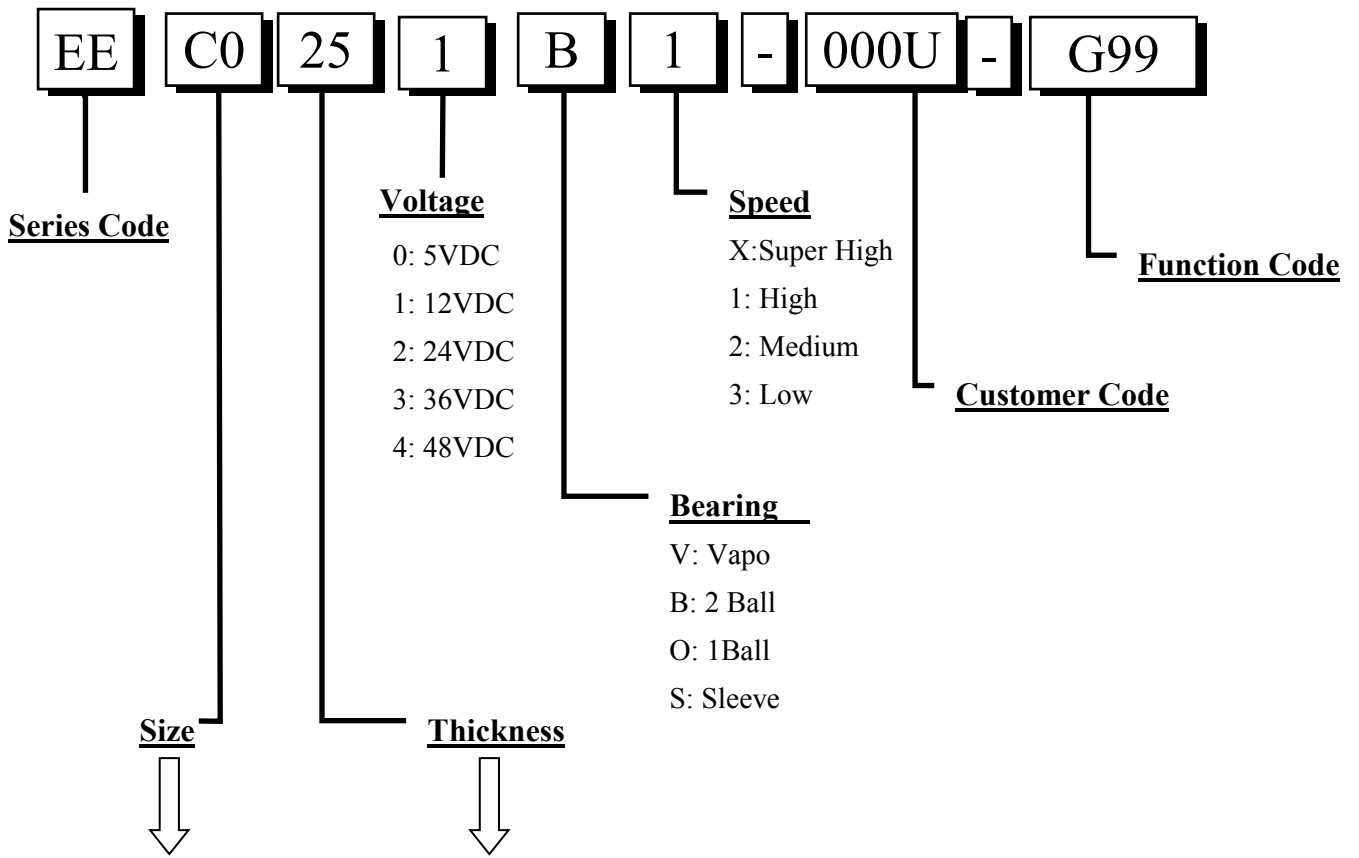 EE C0 25 1 B 1 - 000U - G99
Series Code
Voltage
0: 5VDC
1: 12VDC
2: 24VDC
3: 36VDC
4: 48VDC
Speed
X:Super High
1: High
2: Medium
3: Low
Function Code
Customer Code
Bearing
V: Vapo
B: 2 Ball
O: 1Ball
S: Sleeve
Size
Thickness